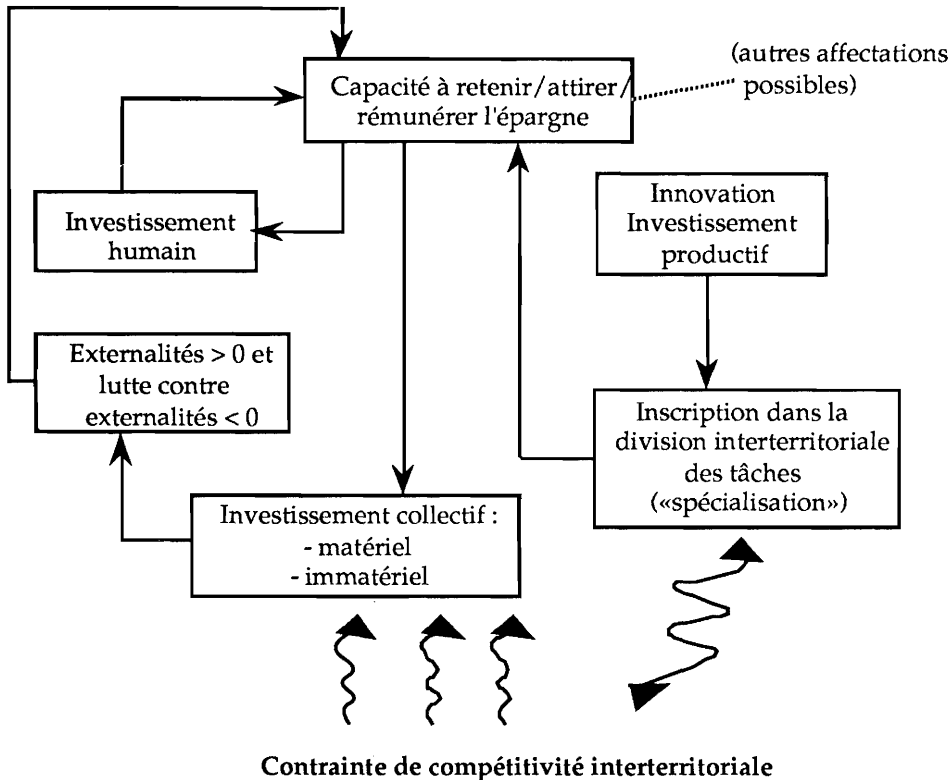 (autres affectations
possibles)
Capacité à retenir/attirer/
rémunérer l'épargne
Innovation
Investissement
productif
Investissement
humain
Externalités > 0 et
lutte contre
externalités < 0
Inscription dans la
division interterritoriale
des tâches
(«spécialisation»)
Investissement collectif :
- matériel
- immatériel
Contrainte de compétitivité interterritoriale